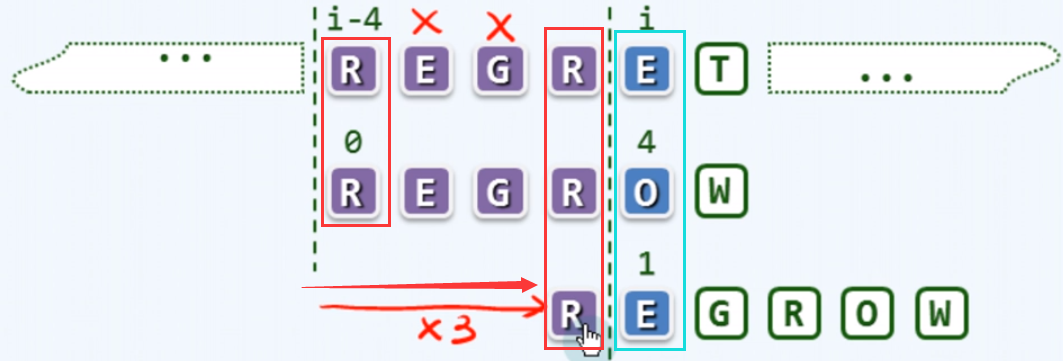 i-4 × × i
... R E G R E T ...
0 4
R E G R O W
1
R E G R O W
×3